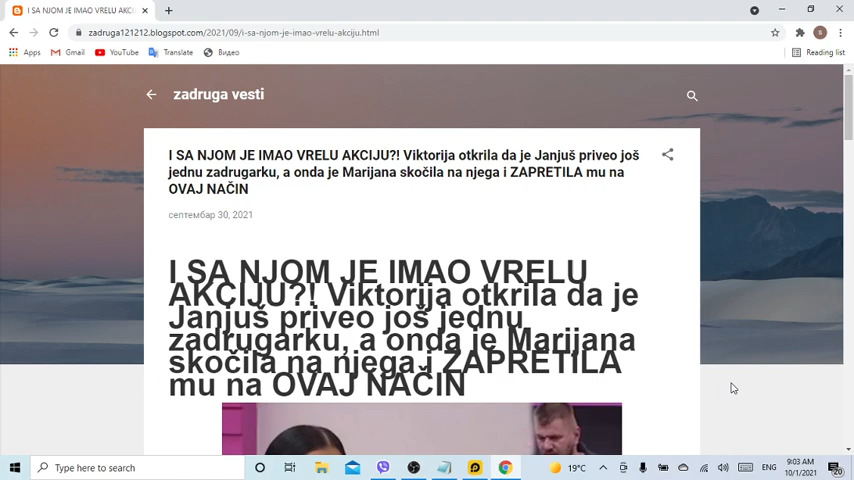 I SA NJOM JE IMAO VRELU AKCI
zadruga121212.blogspot.com/2021/09/i-sa-njom-je-imao-vrelu-akciju.html
S
Apps Gmail YouTube Translate Видео Reading list
zadruga vesti
I SA NJOM JE IMAO VRELU AKCIJU?! Viktorija otkrila da je Janjuš priveo još
jednu zadrugarku, a onda je Marijana skočila na njega i ZAPRETILA mu na
OVAJ NAČIN
септембар 30, 2021
I SA NJOM JE IMAO VRELU
AKCIJU?! Viktorija otkrila da je
Janjuš priveo još jednu
zadrugarku, a onda je Marijana
skočila na njega i ZAPRETILA
mu na OVAJ NAČIN
Type here to search
19°C
ENG
9:03 AM
10/1/2021
20